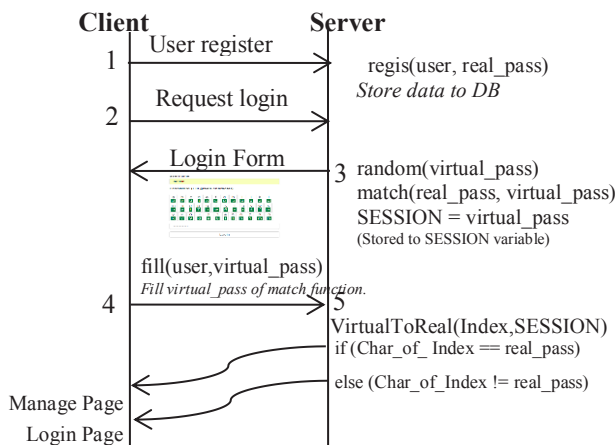 Client Server
1 User register
regis(user, real_pass)
Store data to DB
2 Request login
Login Form
3 random(virtual_pass)
match(real_pass, virtual_pass)
SESSION = virtual_pass
(Stored to SESSION variable)
fill(user,virtual_pass)
Fill virtual_pass of match function.
4 5
VirtualToReal(Index,SESSION)
if (Char_of_ Index == real_pass)
else (Char_of_Index != real_pass)
Manage Page
Login Page